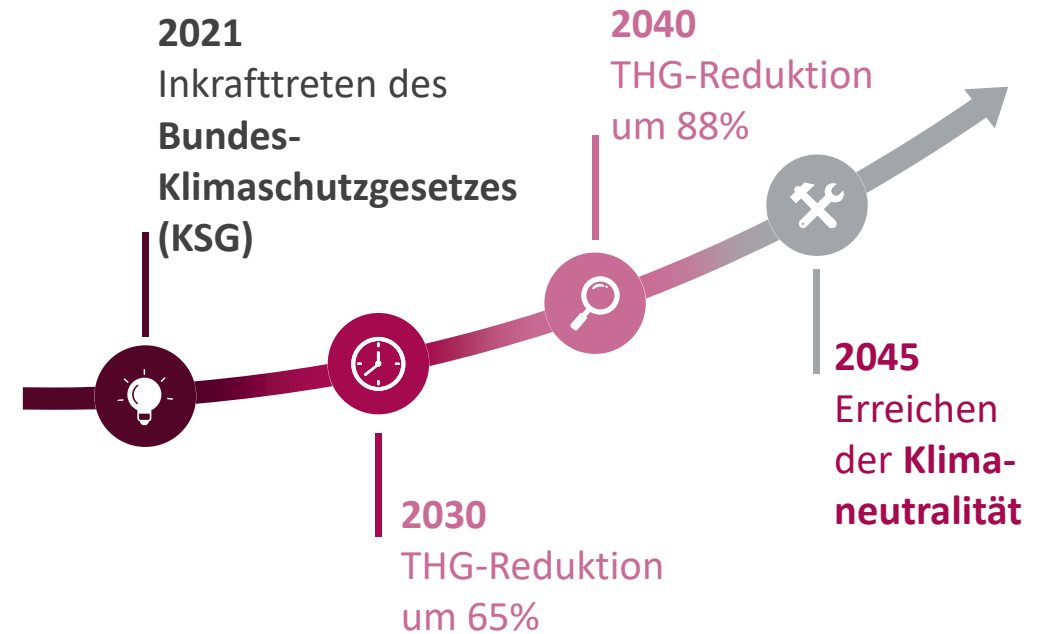 2021
Inkrafttreten des
Bundes-
Klimaschutzgesetzes
(KSG)
2030
THG-Reduktion
um 65%
2040
THG-Reduktion
um 88%
2045
Erreichen
der Klima-
neutralität